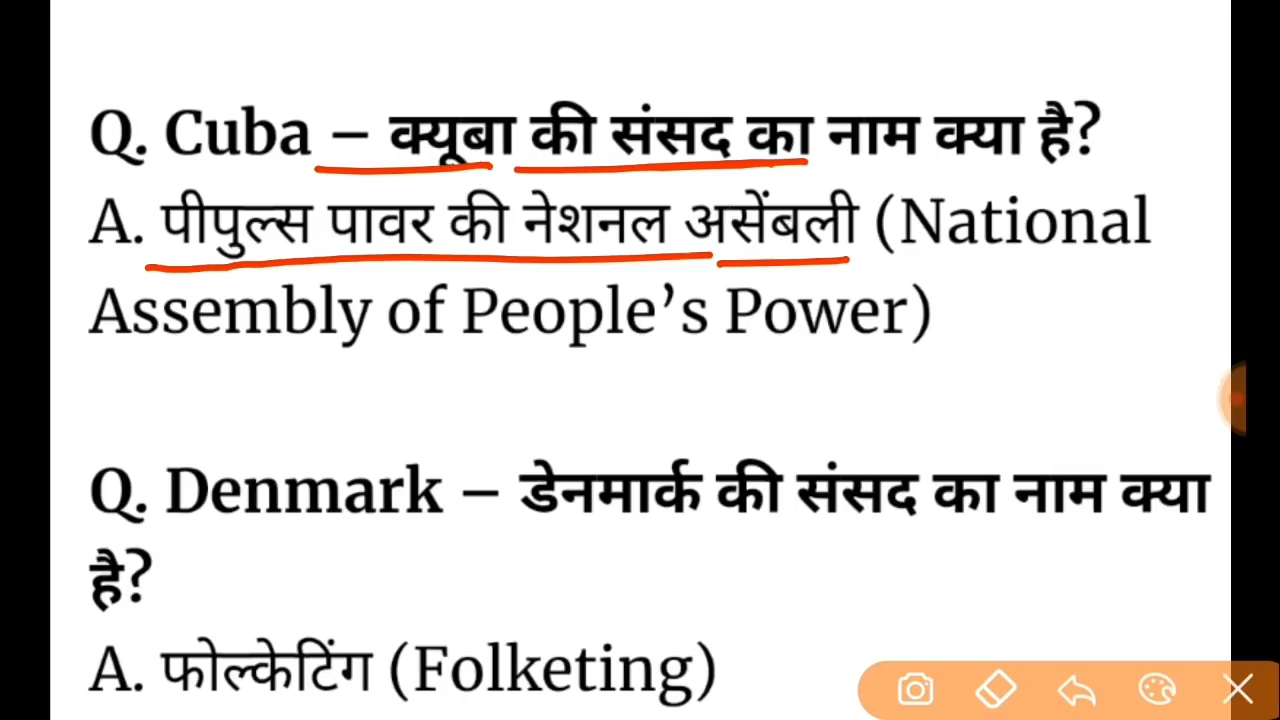 Q. Cuba – क्यूबा की संसद का नाम क्या है?
A. पीपुल्स पावर की नेशनल असेंबली (National
Assembly of People’s Power)
Q. Denmark – डेनमार्क की संसद का नाम क्या
है?
A. फोल्केटिंग (Folketing)